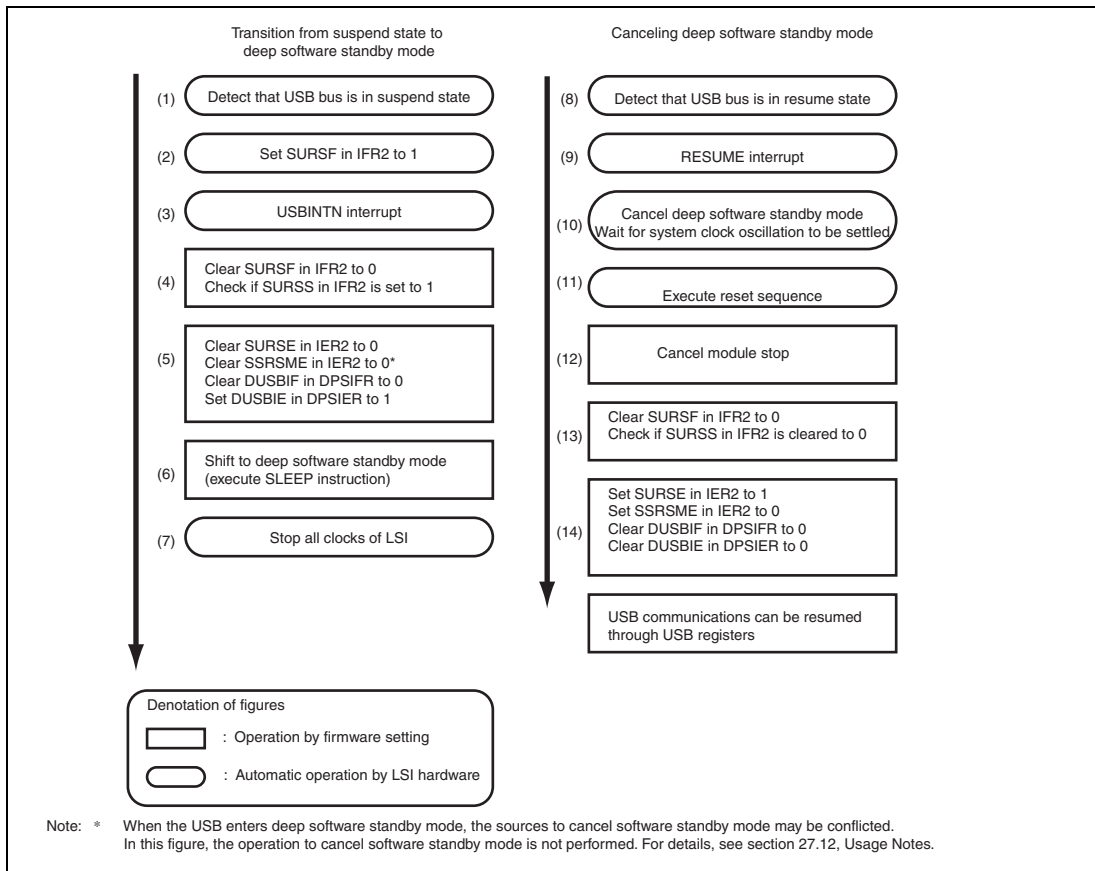 Transition from suspend state to
deep software standby mode
(1) Detect that USB bus is in suspend state
(2) Set SURSF in IFR2 to 1
(3) USBINTN interrupt
(4) Clear SURSF in IFR2 to 0
Check if SURSS in IFR2 is set to 1
(5) Clear SURSE in IER2 to 0
Clear SSRSME in IER2 to 0*
Clear DUSBIF in DPSIFR to 0
Set DUSBIE in DPSIER to 1
(6) Shift to deep software standby mode
(execute SLEEP instruction)
(7) Stop all clocks of LSI
Canceling deep software standby mode
(8) Detect that USB bus is in resume state
(9) RESUME interrupt
(10) Cancel deep software standby mode
Wait for system clock oscillation to be settled
(11) Execute reset sequence
(12) Cancel module stop
(13) Clear SURSF in IFR2 to 0
Check if SURSS in IFR2 is cleared to 0
(14) Set SURSE in IER2 to 1
Set SSRSME in IER2 to 0
Clear DUSBIF in DPSIFR to 0
Clear DUSBIE in DPSIER to 0
USB communications can be resumed
through USB registers
Denotation of figures
: Operation by firmware setting
: Automatic operation by LSI hardware
Note: * When the USB enters deep software standby mode, the sources to cancel software standby mode may be conflicted.
In this figure, the operation to cancel software standby mode is not performed. For details, see section 27.12, Usage Notes.